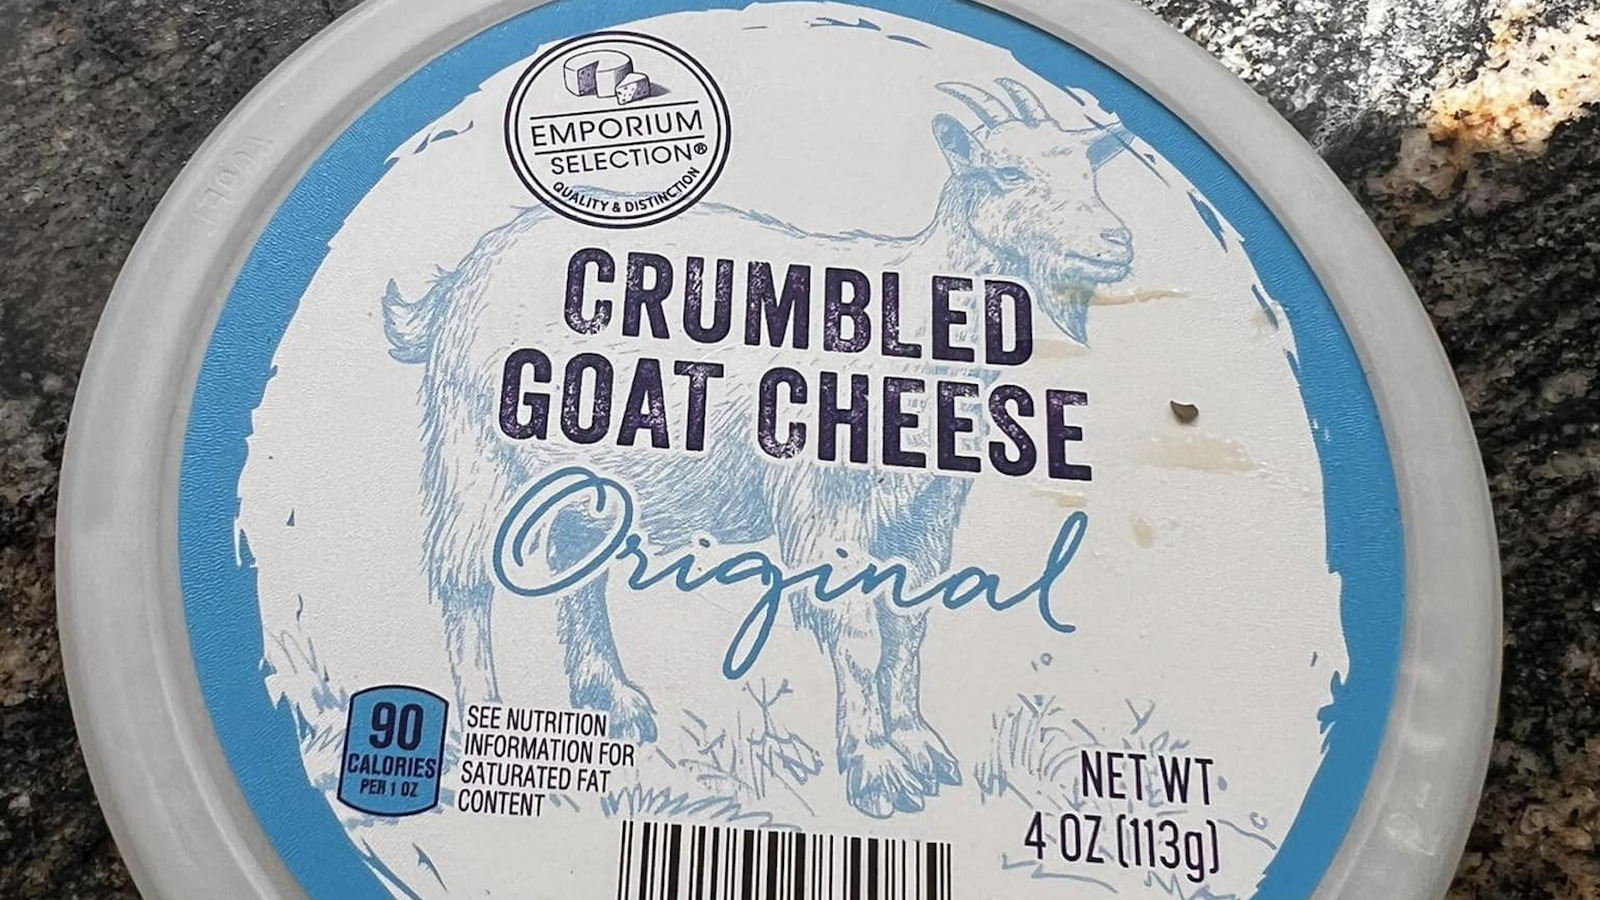 EMPORIUM
SELECTION®
QUALITY & DISTINCTION
CRUMBLED
GOAT CHEESE
Original
90
CALORIES
PER 1 OZ
SEE NUTRITION
INFORMATION FOR
SATURATED FAT
CONTENT
NET WT
4 OZ (113g)